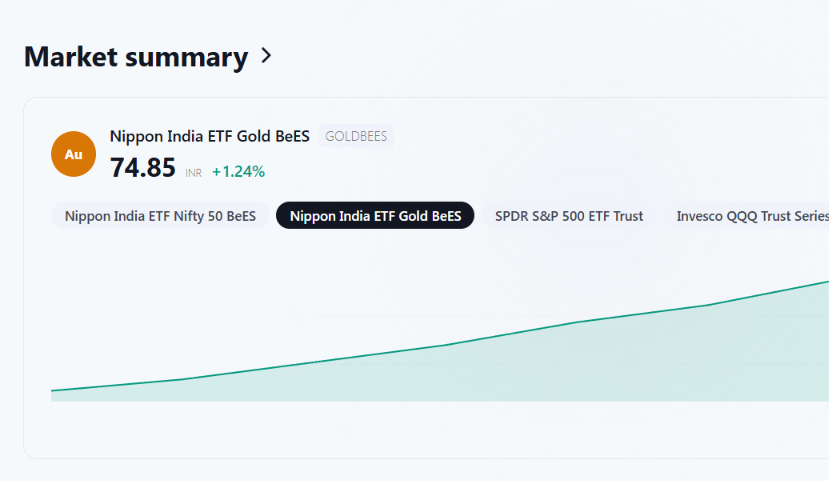 Market summary
Au
Nippon India ETF Gold BeES GOLDBEES
74.85 INR +1.24%
Nippon India ETF Nifty 50 BeES Nippon India ETF Gold BeES SPDR S&P 500 ETF Trust Invesco QQQ Trust Series